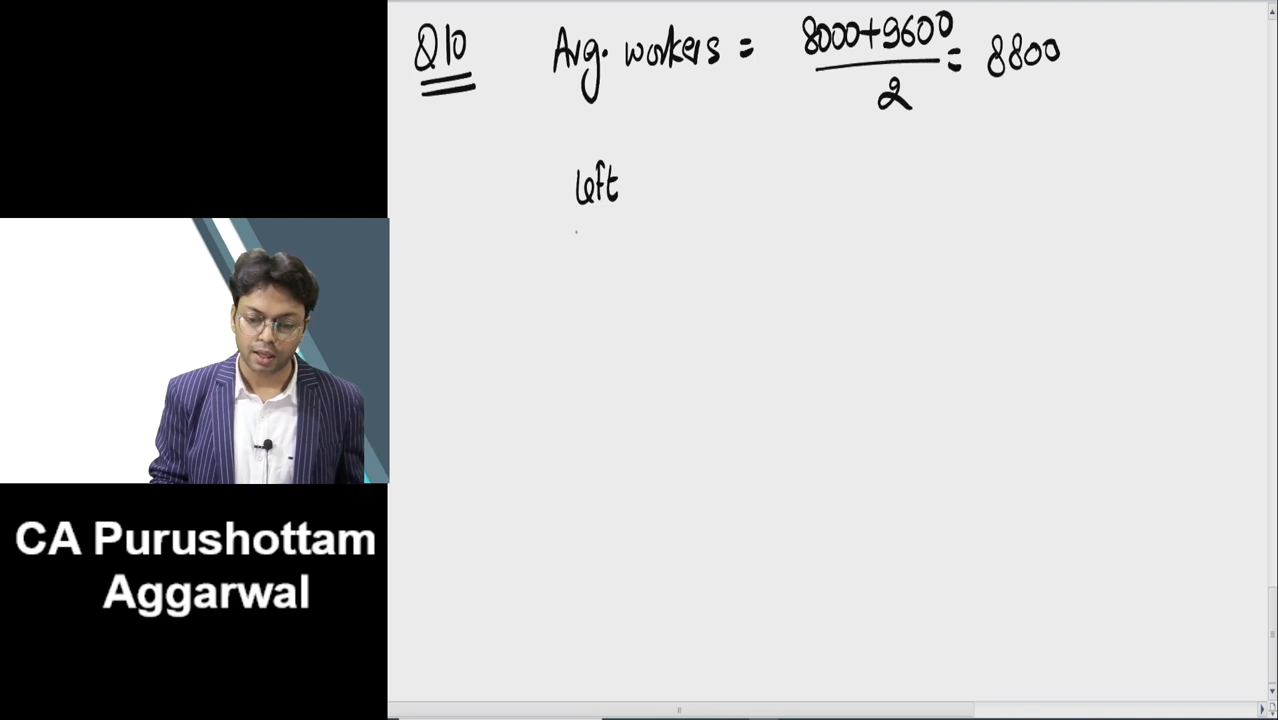 Q10 Avg. workers = 8000+9600 / 2 = 8800
left
CA Purushottam
Aggarwal